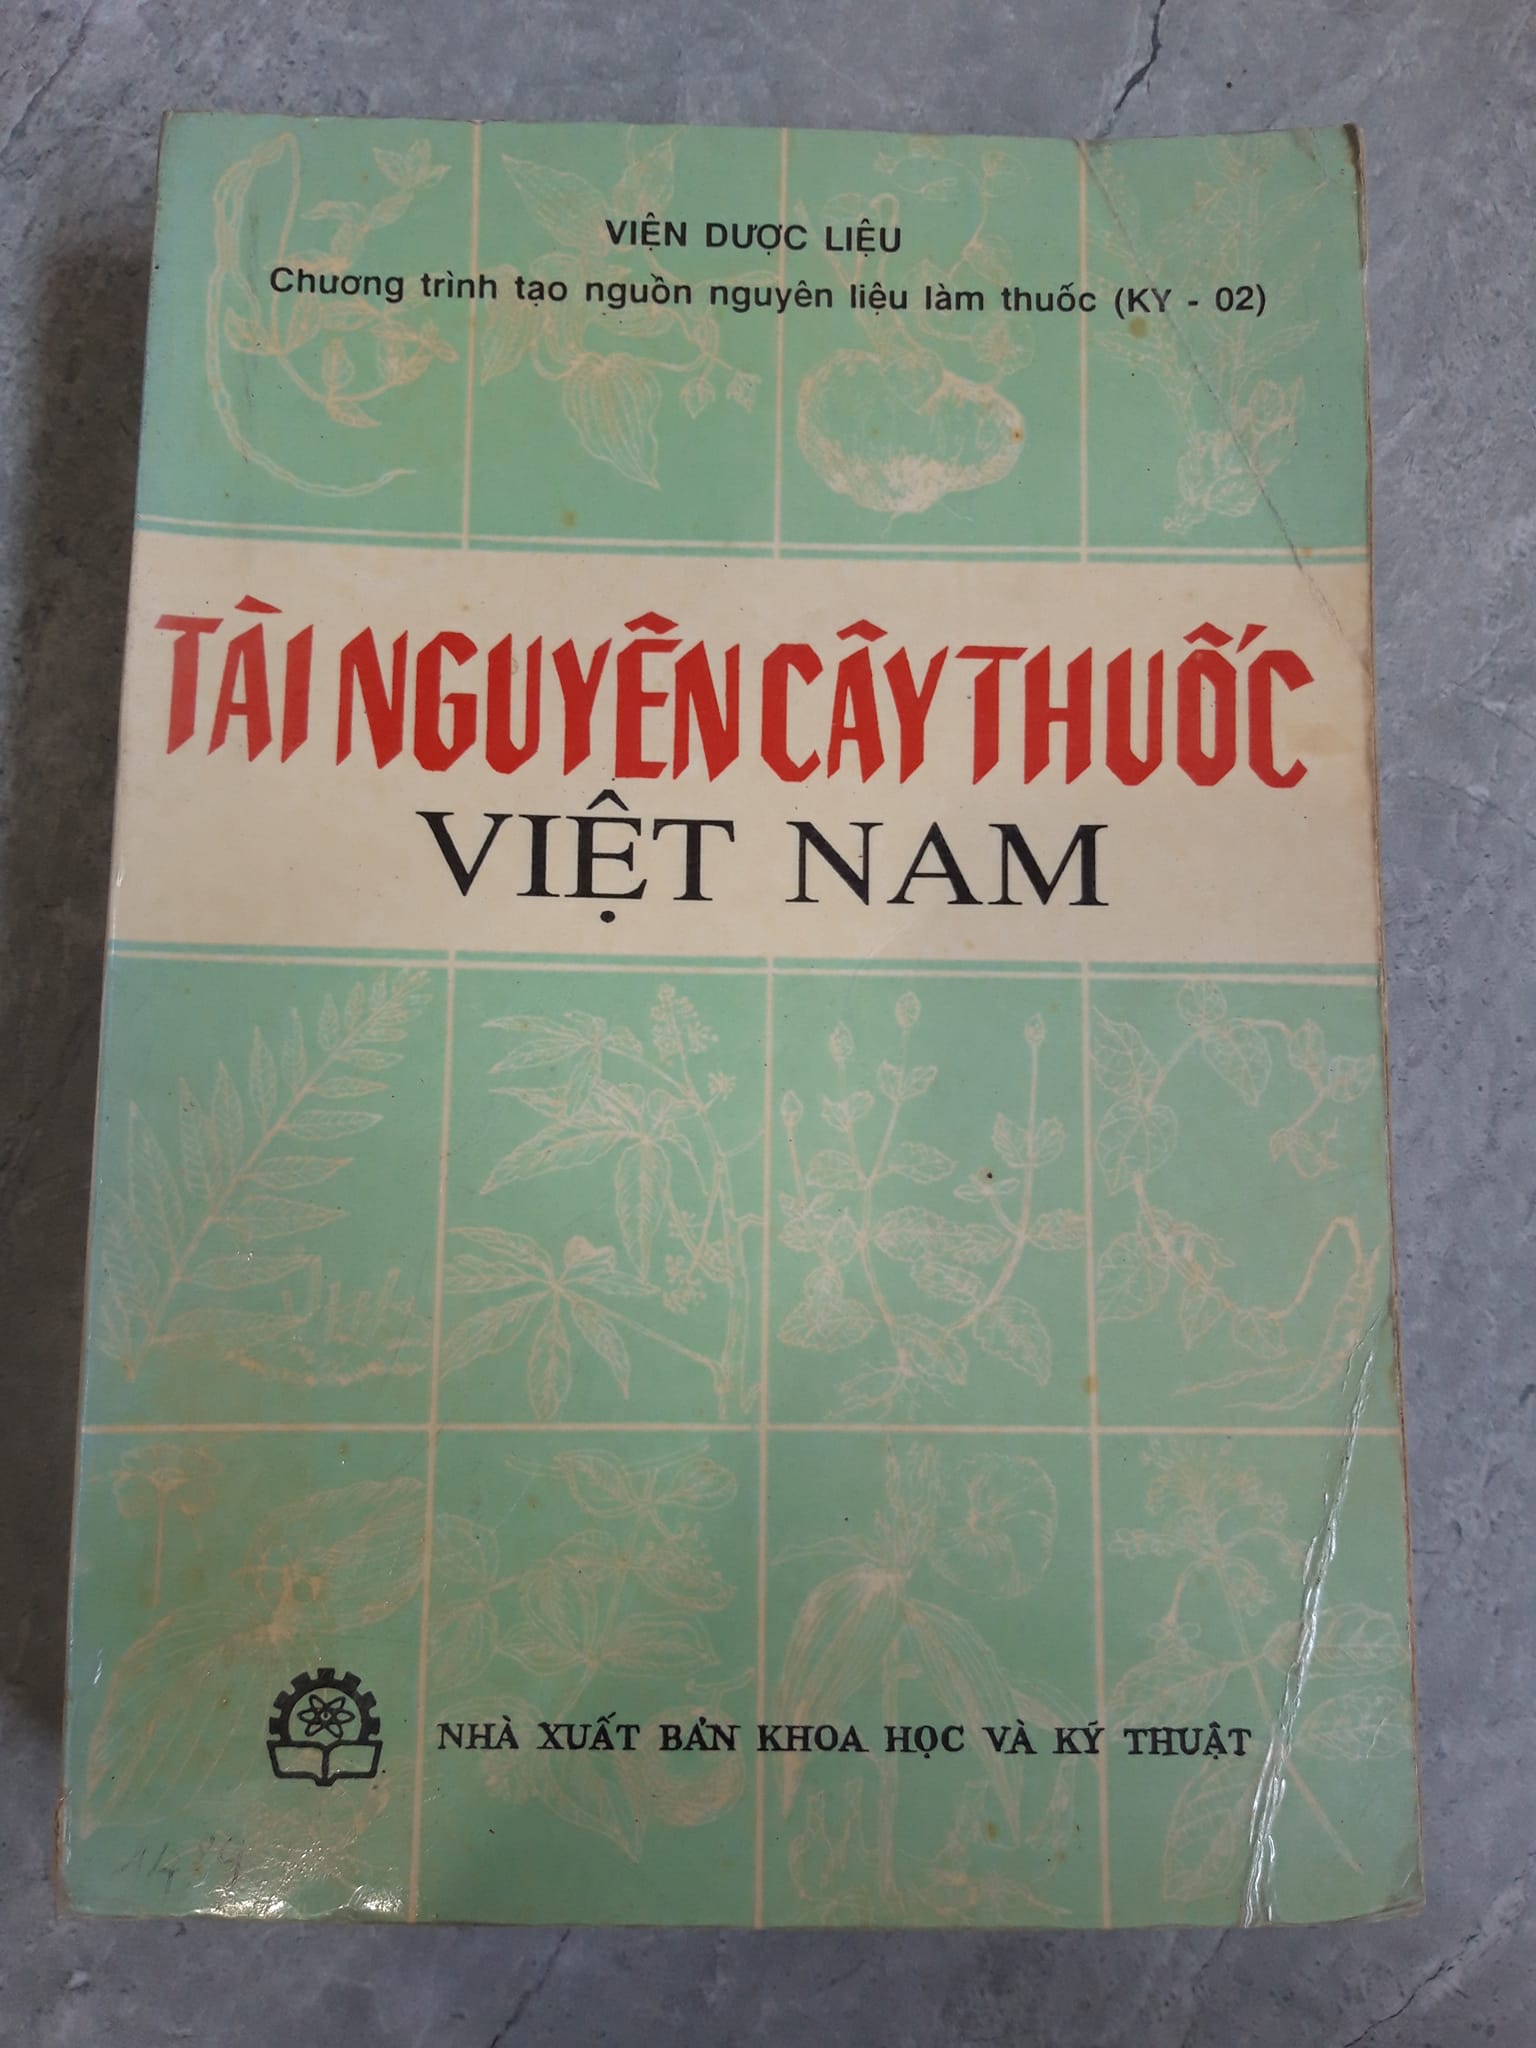 VIỆN DƯỢC LIỆU
Chương trình tạo nguồn nguyên liệu làm thuốc (KY - 02)
TÀI NGUYÊN CÂY THUỐC
VIỆT NAM
NHÀ XUẤT BẢN KHOA HỌC VÀ KỸ THUẬT